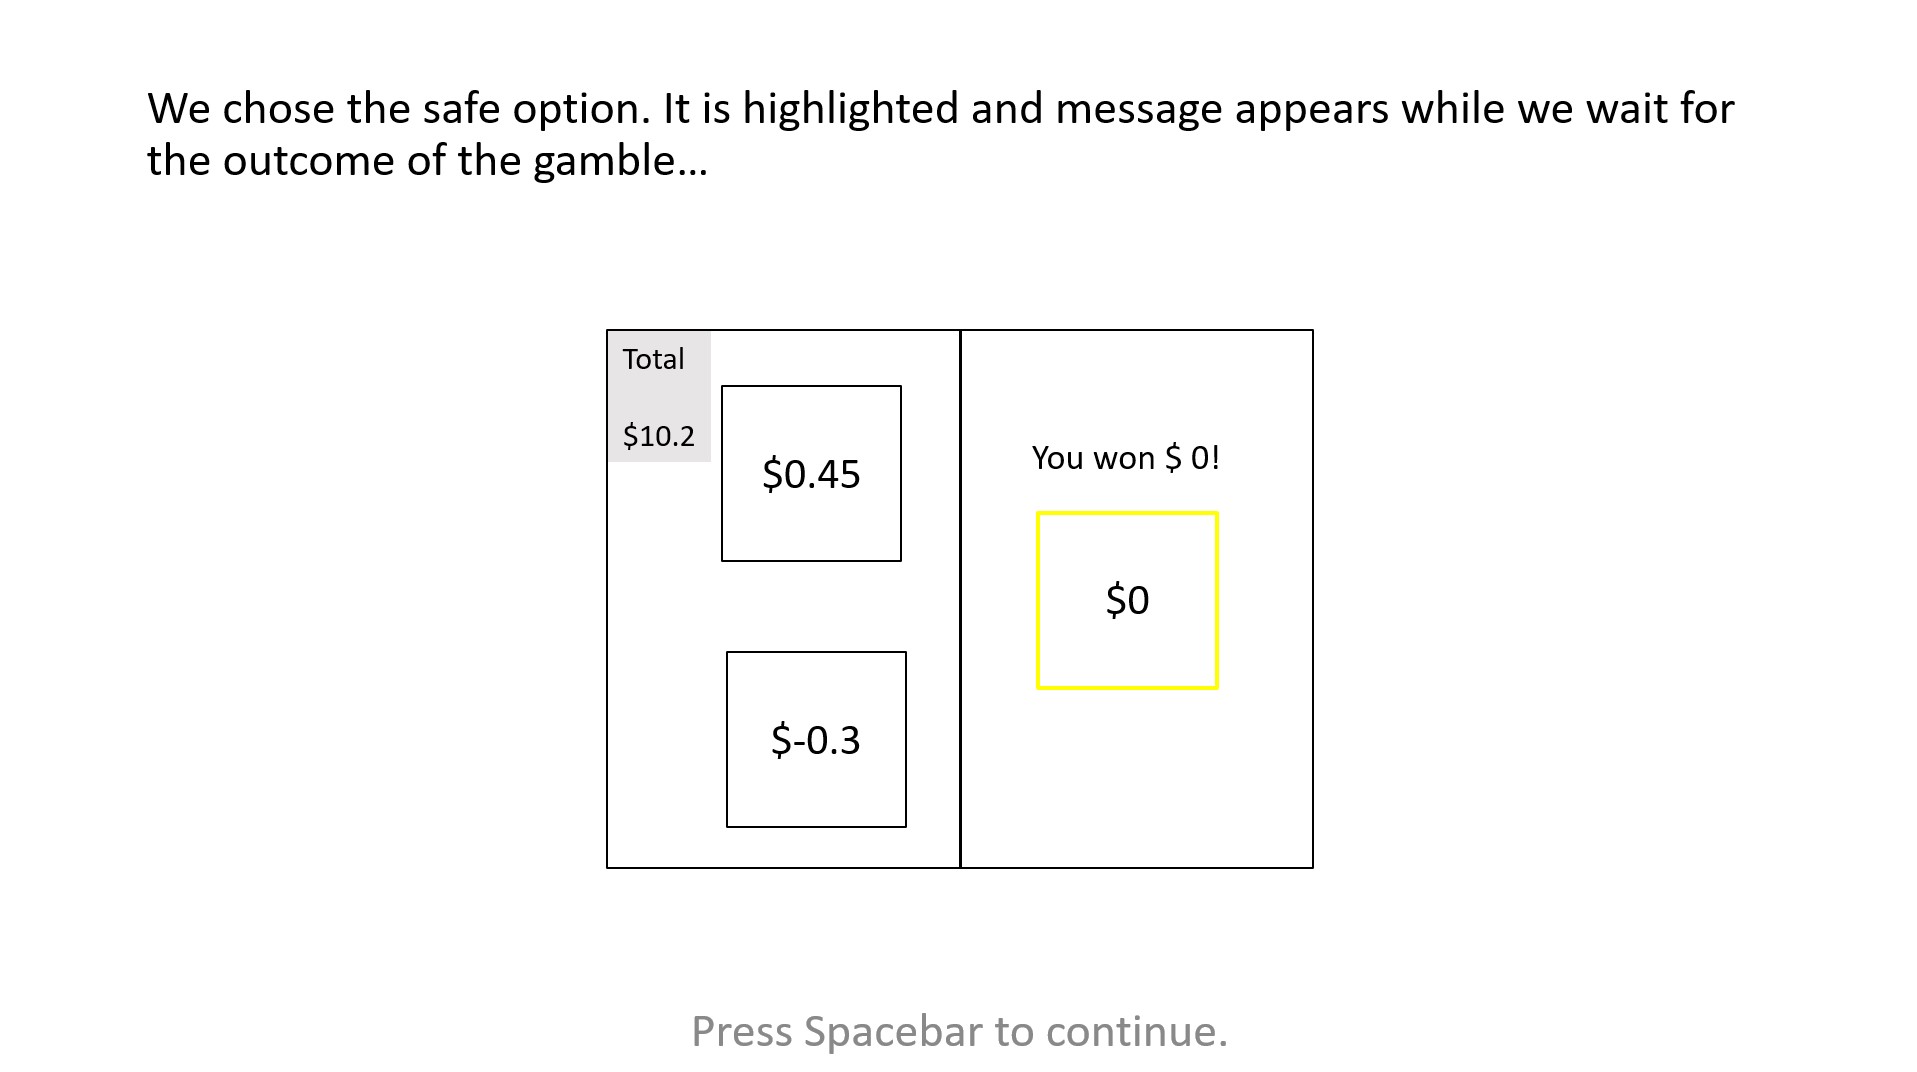 We chose the safe option. It is highlighted and message appears while we wait for
the outcome of the gamble...
Total
$10.2
$0.45
$-0.3
You won $ 0!
$0
Press Spacebar to continue.